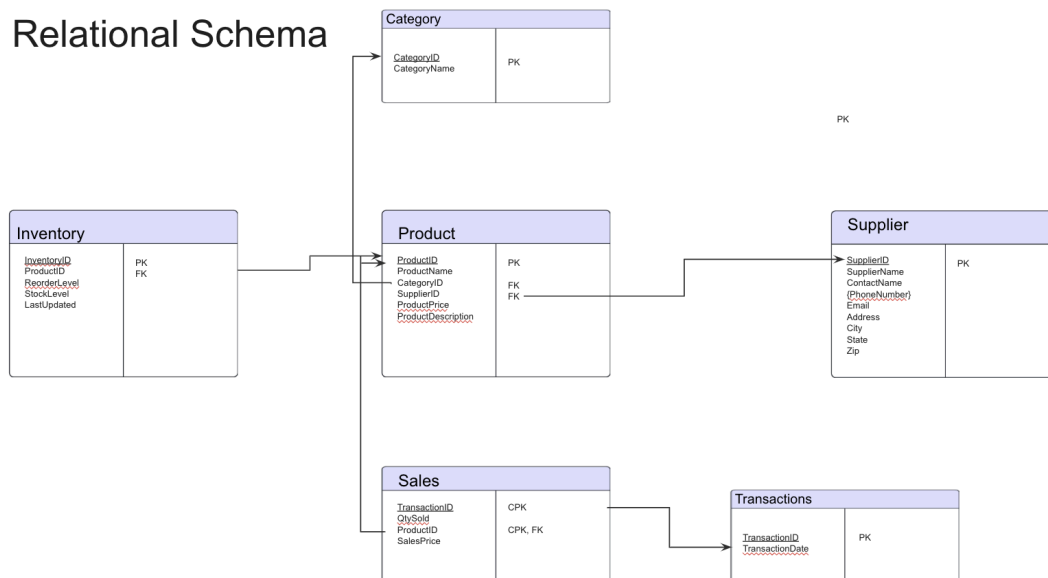 Relational Schema
Category
CategoryID
CategoryName
PK
PK
Inventory
InventoryID
ProductID
ReorderLevel
StockLevel
LastUpdated
PK
FK
Product
ProductID
ProductName
CategoryID
SupplierID
ProductPrice
ProductDescription
PK
FK
FK
Supplier
SupplierID
SupplierName
ContactName
{PhoneNumber}
Email
Address
City
State
Zip
PK
Sales
TransactionID
QtySold
ProductID
SalesPrice
CPK
CPK, FK
Transactions
TransactionID
TransactionDate
PK